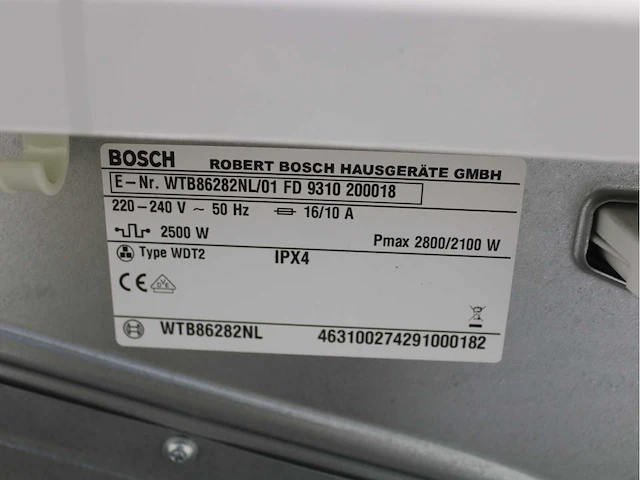 BOSCH ROBERT BOSCH HAUSGERÄTE GMBH
E-Nr. WTB86282NL/01 FD 9310 200018
220-240 V ~ 50 Hz 16/10 A
2500 W Pmax 2800/2100 W
Type WDT2 IPX4
CE
WTB86282NL 463100274291000182